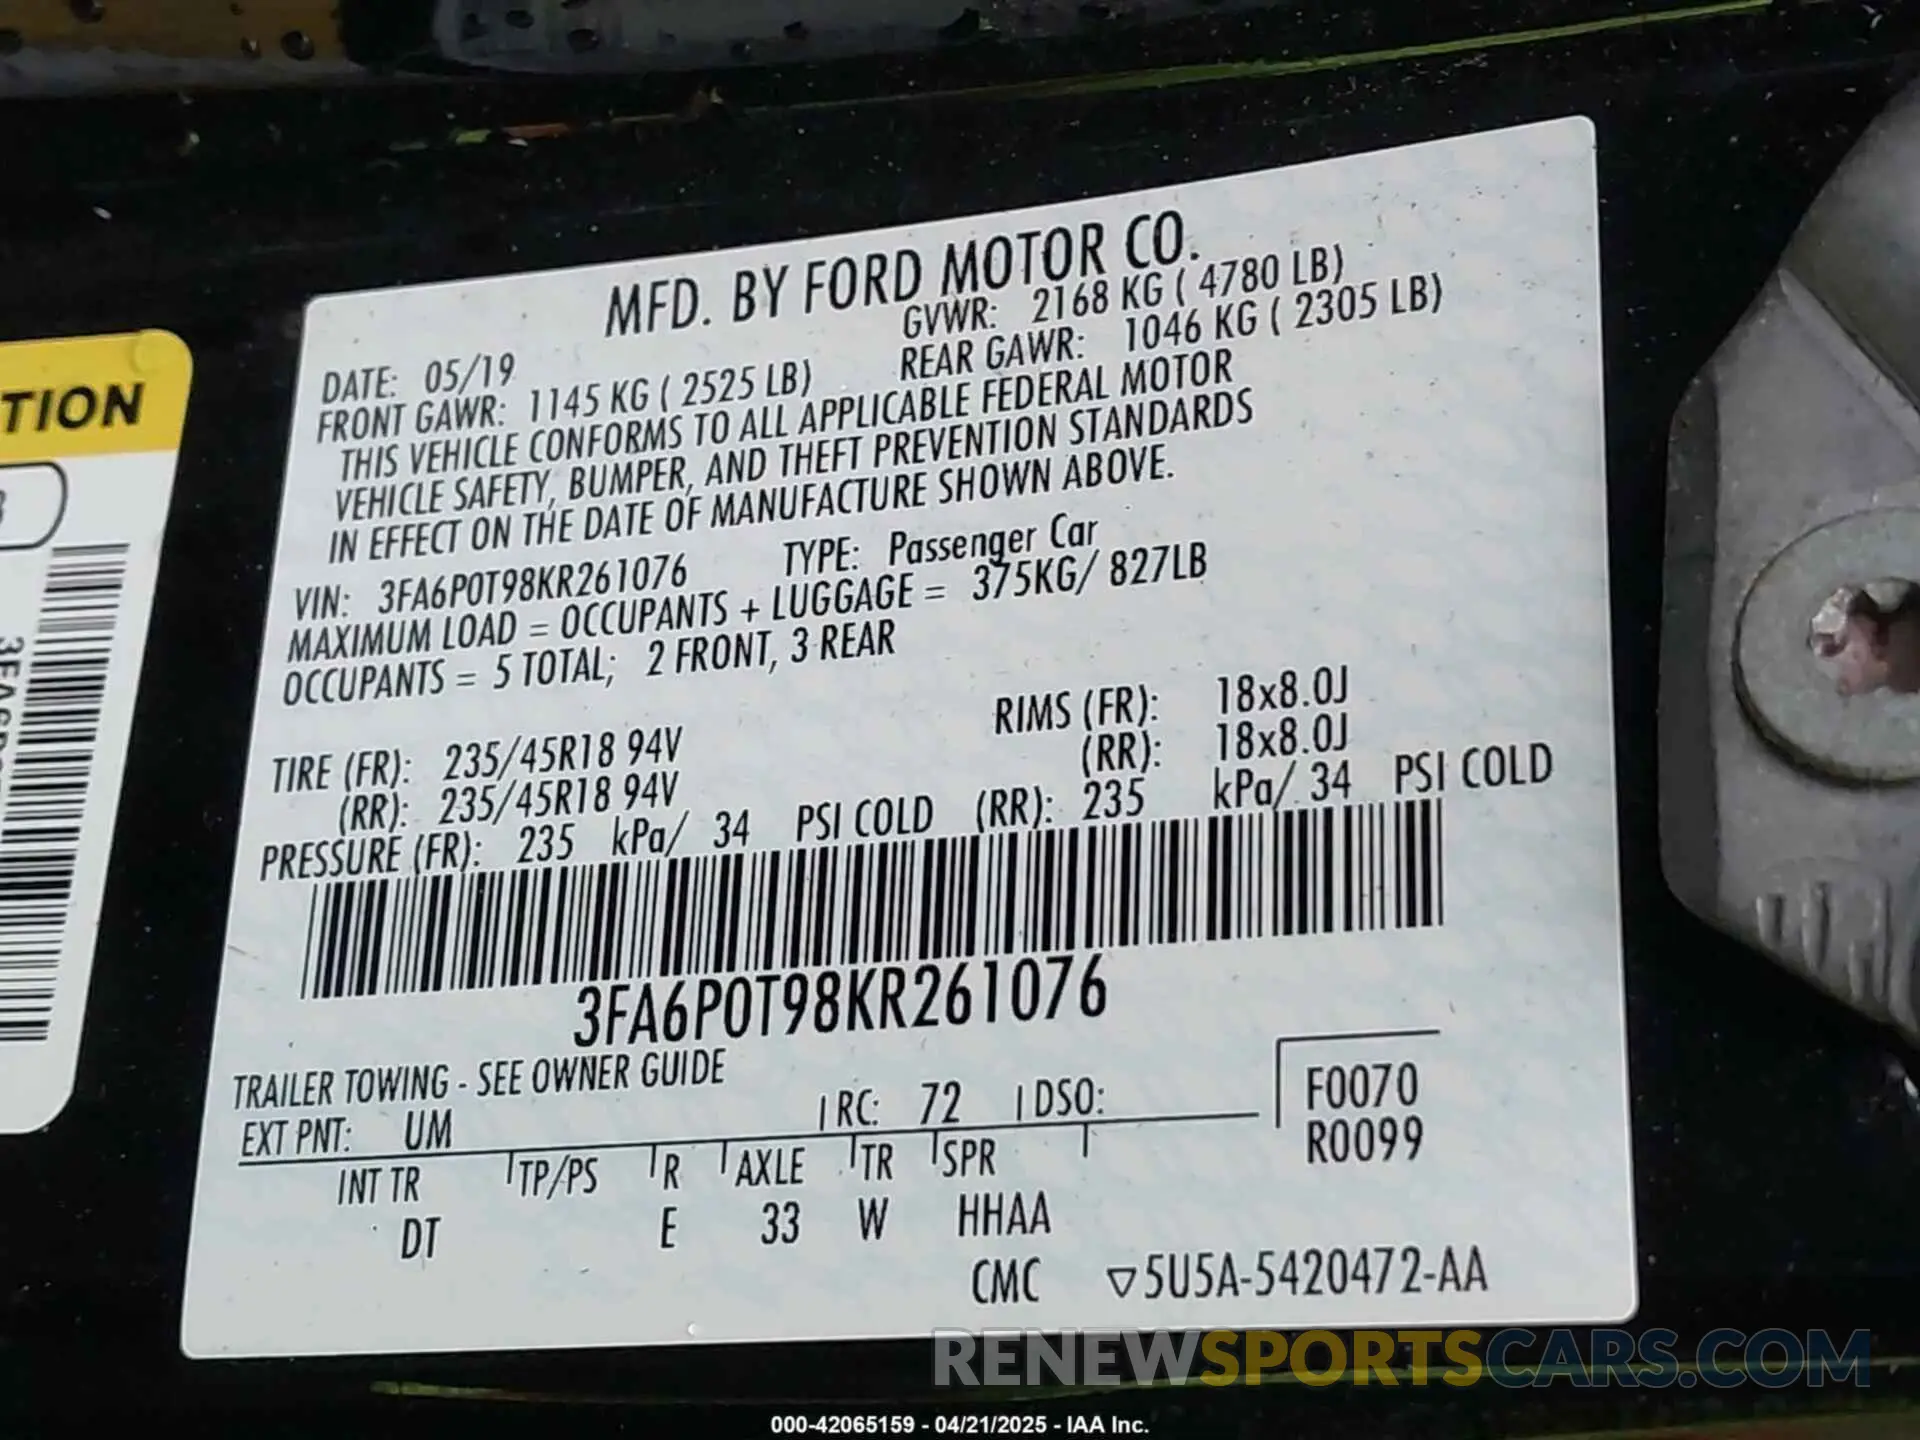 MFD. BY FORD MOTOR CO.
DATE: 05/19 GVWR: 2168 KG ( 4780 LB)
FRONT GAWR: 1145 KG ( 2525 LB) REAR GAWR: 1046 KG ( 2305 LB)
THIS VEHICLE CONFORMS TO ALL APPLICABLE FEDERAL MOTOR
VEHICLE SAFETY, BUMPER, AND THEFT PREVENTION STANDARDS
IN EFFECT ON THE DATE OF MANUFACTURE SHOWN ABOVE.
VIN: 3FA6P0T98KR261076 TYPE: Passenger Car
MAXIMUM LOAD = OCCUPANTS + LUGGAGE = 375KG/ 827LB
OCCUPANTS = 5 TOTAL; 2 FRONT, 3 REAR
TIRE (FR): 235/45R18 94V RIMS (FR): 18x8.0J
(RR): 235/45R18 94V (RR): 18x8.0J
PRESSURE (FR): 235 kPa/ 34 PSI COLD (RR): 235 kPa/ 34 PSI COLD
3FA6P0T98KR261076
TRAILER TOWING - SEE OWNER GUIDE
EXT PNT: UM RC: 72 DSO: F0070
R0099
INT TR TP/PS R AXLE TR SPR
DT E 33 W HHAA
CMC ▽5U5A-5420472-AA
TION
RENEWSPORTSCARS.COM
000-42065159 - 04/21/2025 - IAA Inc.